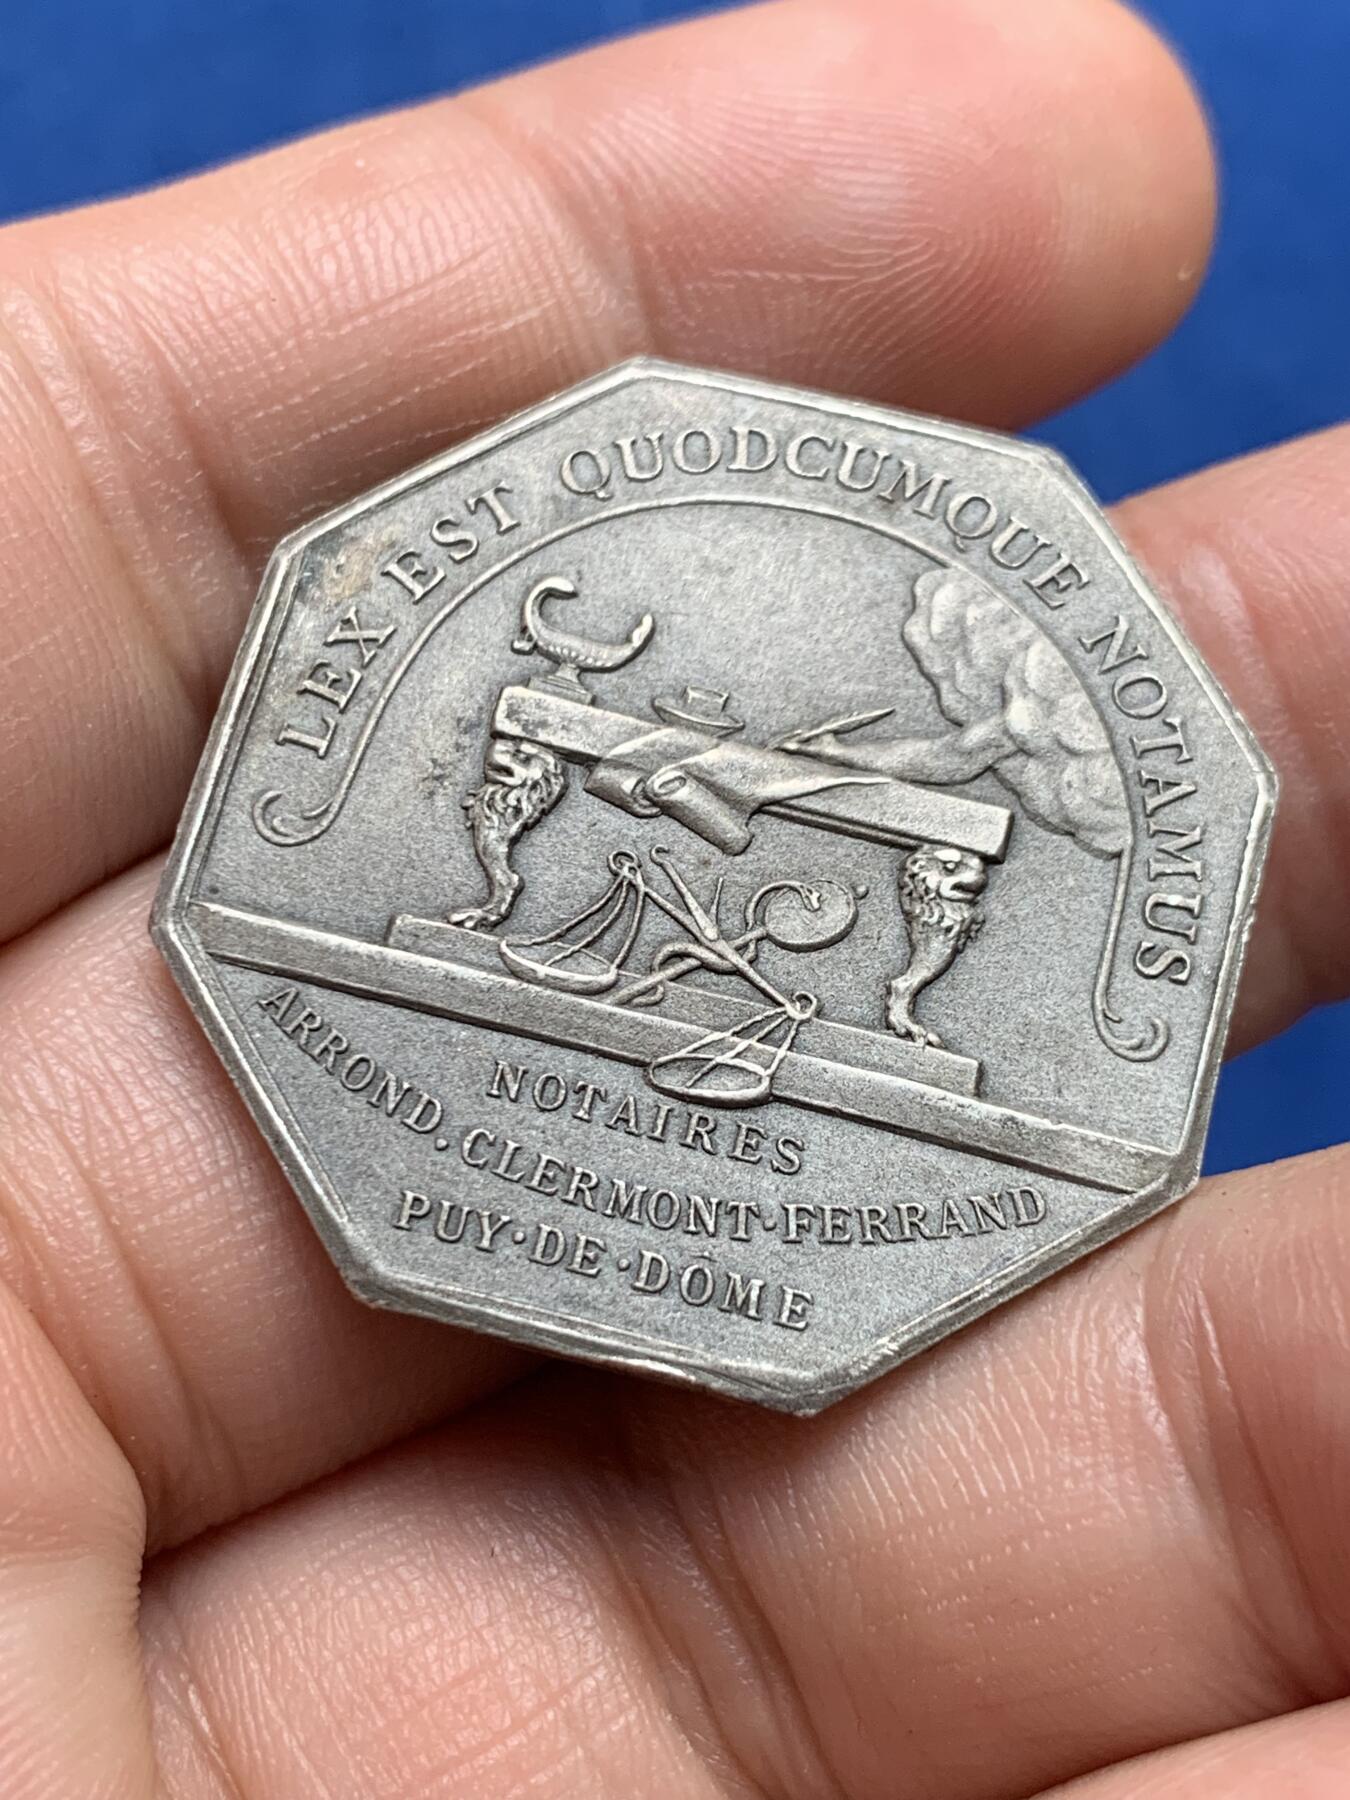 LEX EST QUODCUMQUE NOTAMUS
NOTAIRES
ARROND. CLERMONT·FERRAND
PUY·DE·DÔME